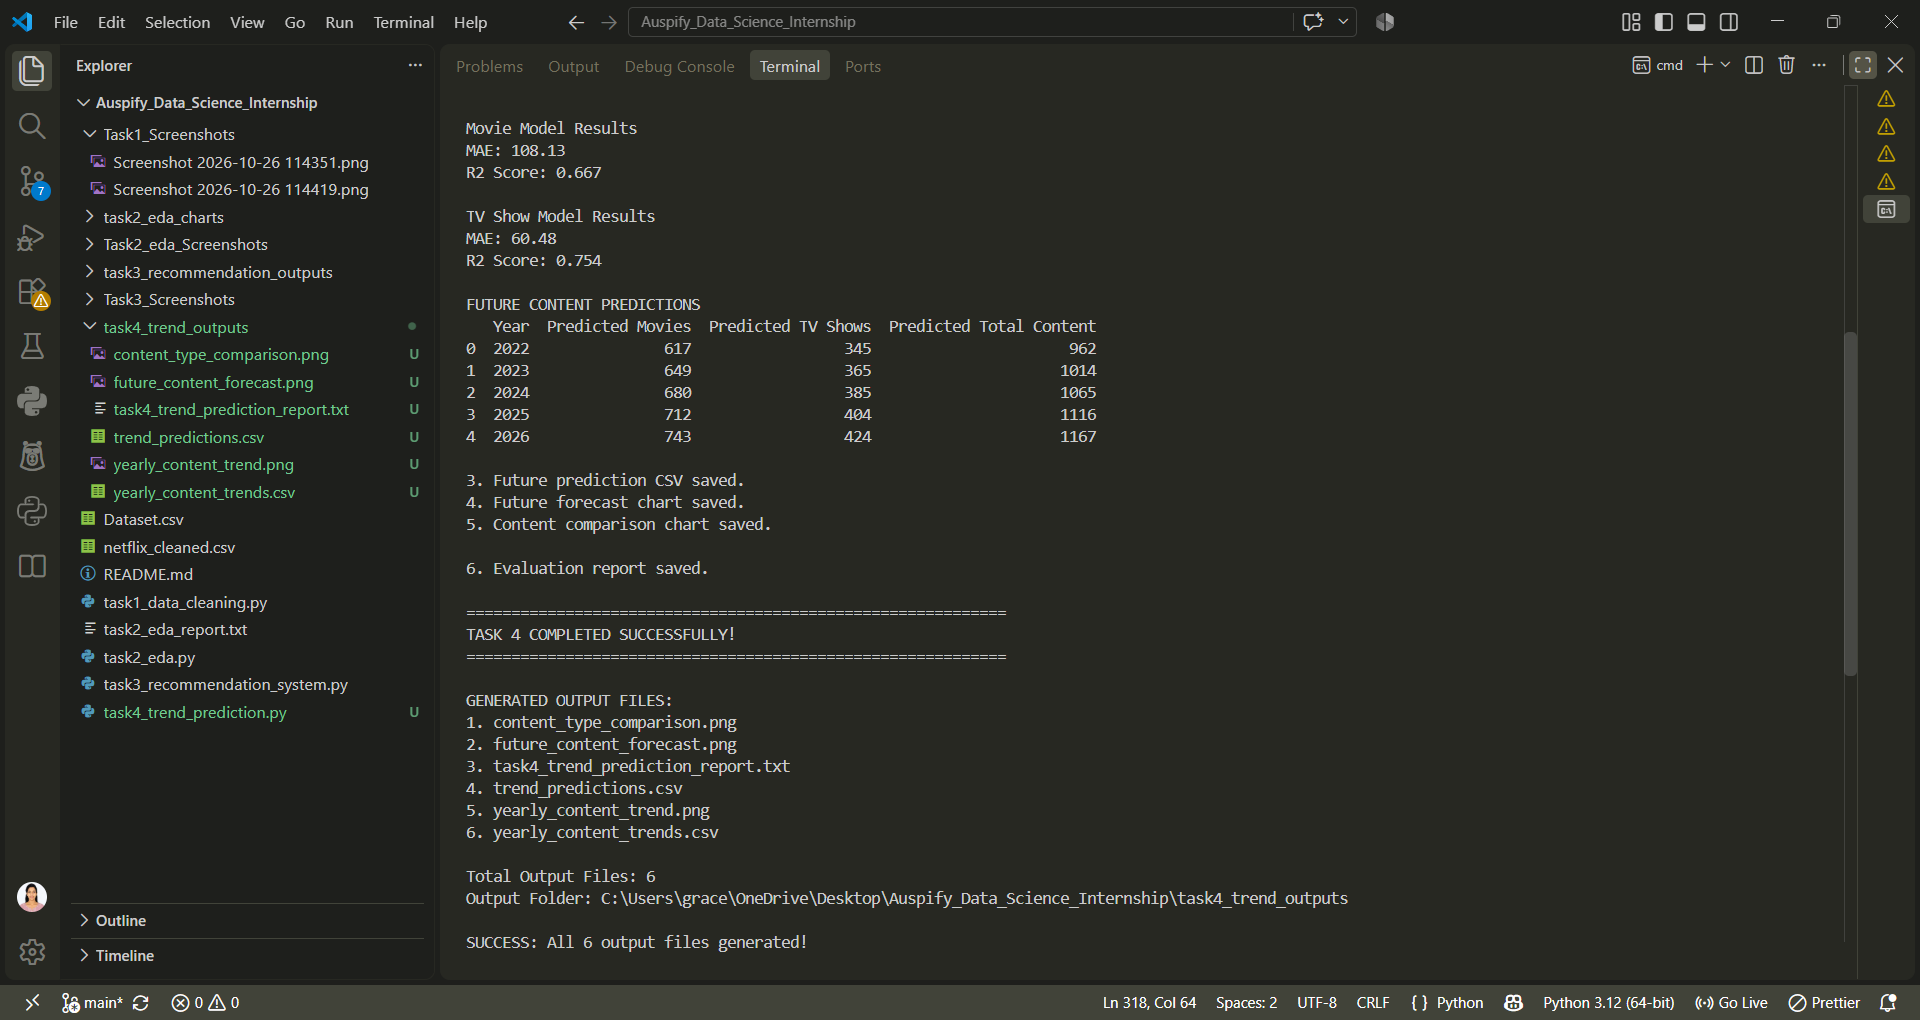 File Edit Selection View Go Run Terminal Help
Auspify_Data_Science_Internship
Explorer
Auspify_Data_Science_Internship
Task1_Screenshots
Screenshot 2026-10-26 114351.png
Screenshot 2026-10-26 114419.png
task2_eda_charts
Task2_eda_Screenshots
task3_recommendation_outputs
Task3_Screenshots
task4_trend_outputs
content_type_comparison.png U
future_content_forecast.png U
task4_trend_prediction_report.txt U
trend_predictions.csv U
yearly_content_trend.png U
yearly_content_trends.csv U
Dataset.csv
netflix_cleaned.csv
README.md
task1_data_cleaning.py
task2_eda_report.txt
task2_eda.py
task3_recommendation_system.py
task4_trend_prediction.py U
Outline
Timeline
7
Problems Output Debug Console Terminal Ports
cmd
Movie Model Results
MAE: 108.13
R2 Score: 0.667
TV Show Model Results
MAE: 60.48
R2 Score: 0.754
FUTURE CONTENT PREDICTIONS
Year Predicted Movies Predicted TV Shows Predicted Total Content
0 2022 617 345 962
1 2023 649 365 1014
2 2024 680 385 1065
3 2025 712 404 1116
4 2026 743 424 1167
3. Future prediction CSV saved.
4. Future forecast chart saved.
5. Content comparison chart saved.
6. Evaluation report saved.
============================================================
TASK 4 COMPLETED SUCCESSFULLY!
============================================================
GENERATED OUTPUT FILES:
1. content_type_comparison.png
2. future_content_forecast.png
3. task4_trend_prediction_report.txt
4. trend_predictions.csv
5. yearly_content_trend.png
6. yearly_content_trends.csv
Total Output Files: 6
Output Folder: C:\Users\grace\OneDrive\Desktop\Auspify_Data_Science_Internship\task4_trend_outputs
SUCCESS: All 6 output files generated!
main* 0 0 Ln 318, Col 64 Spaces: 2 UTF-8 CRLF { } Python Python 3.12 (64-bit) Go Live Prettier